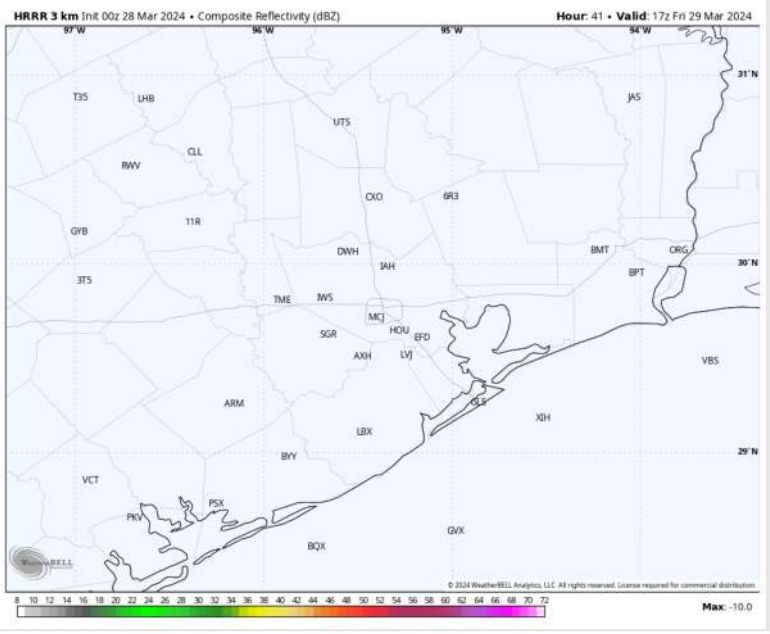 HRRR 3 km Init 00z 28 Mar 2024 • Composite Reflectivity (dBZ) Hour: 41 • Valid: 17z Fri 29 Mar 2024
97°W 96°W 95°W 94°W
31°N
T35 LHB JAS
UTS
CLL
RWV
CXO 6R3
11R
GYB
DWH BMT ORG
30°N
IAH
BPT
3T5
TME IWS
MCJ
SGR HOU EFD
AXH LVJ
VBS
ARM GLS
XIH
LBX
29°N
BYY
VCT
PSX
PKV
GVX
BQX
WeatherBELL
© 2024 WeatherBELL Analytics, LLC. All rights reserved. License required for commercial distribution.
8 10 12 14 16 18 20 22 24 26 28 30 32 34 36 38 40 42 44 46 48 50 52 54 56 58 60 62 64 66 68 70 72
Max: -10.0